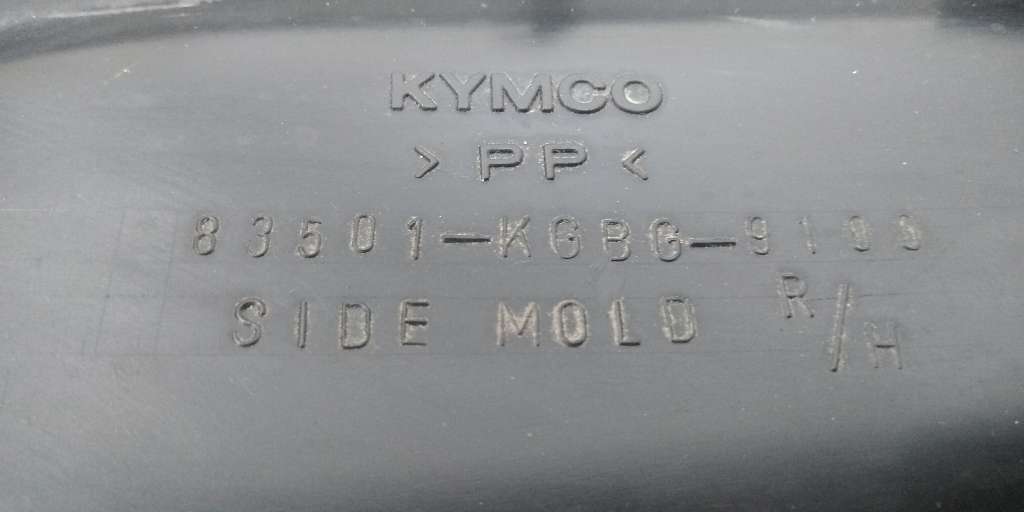 KYMCO
> PP <
83501-KGBG-9100
SIDE MOLD R/H